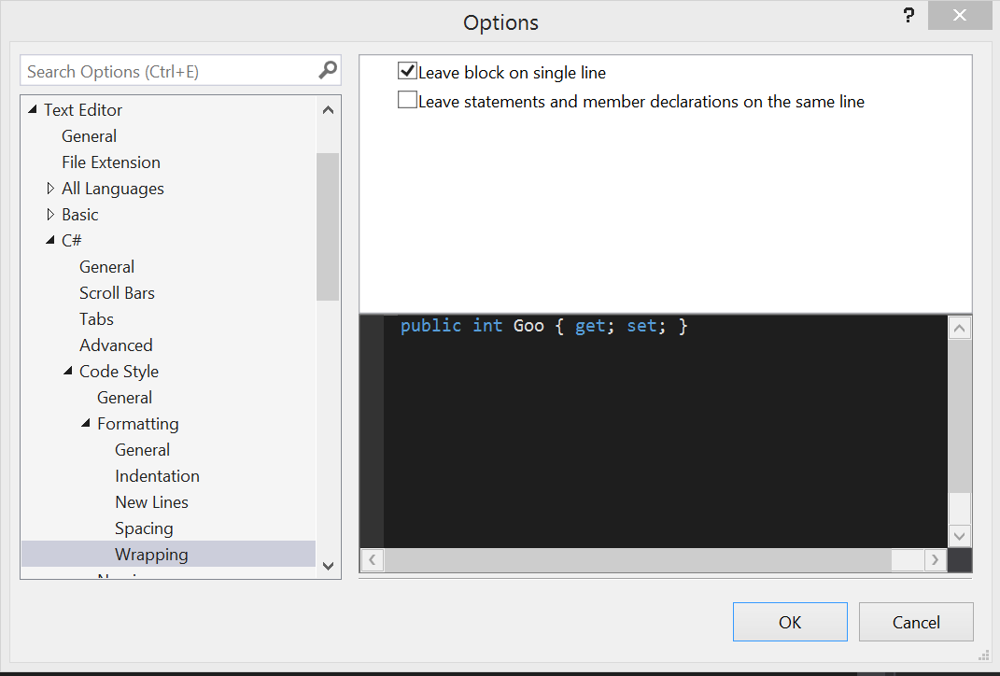 Options
?
Search Options (Ctrl+E)
Text Editor
General
File Extension
All Languages
Basic
C#
General
Scroll Bars
Tabs
Advanced
Code Style
General
Formatting
General
Indentation
New Lines
Spacing
Wrapping
Leave block on single line
Leave statements and member declarations on the same line
public int Goo { get; set; }
OK
Cancel